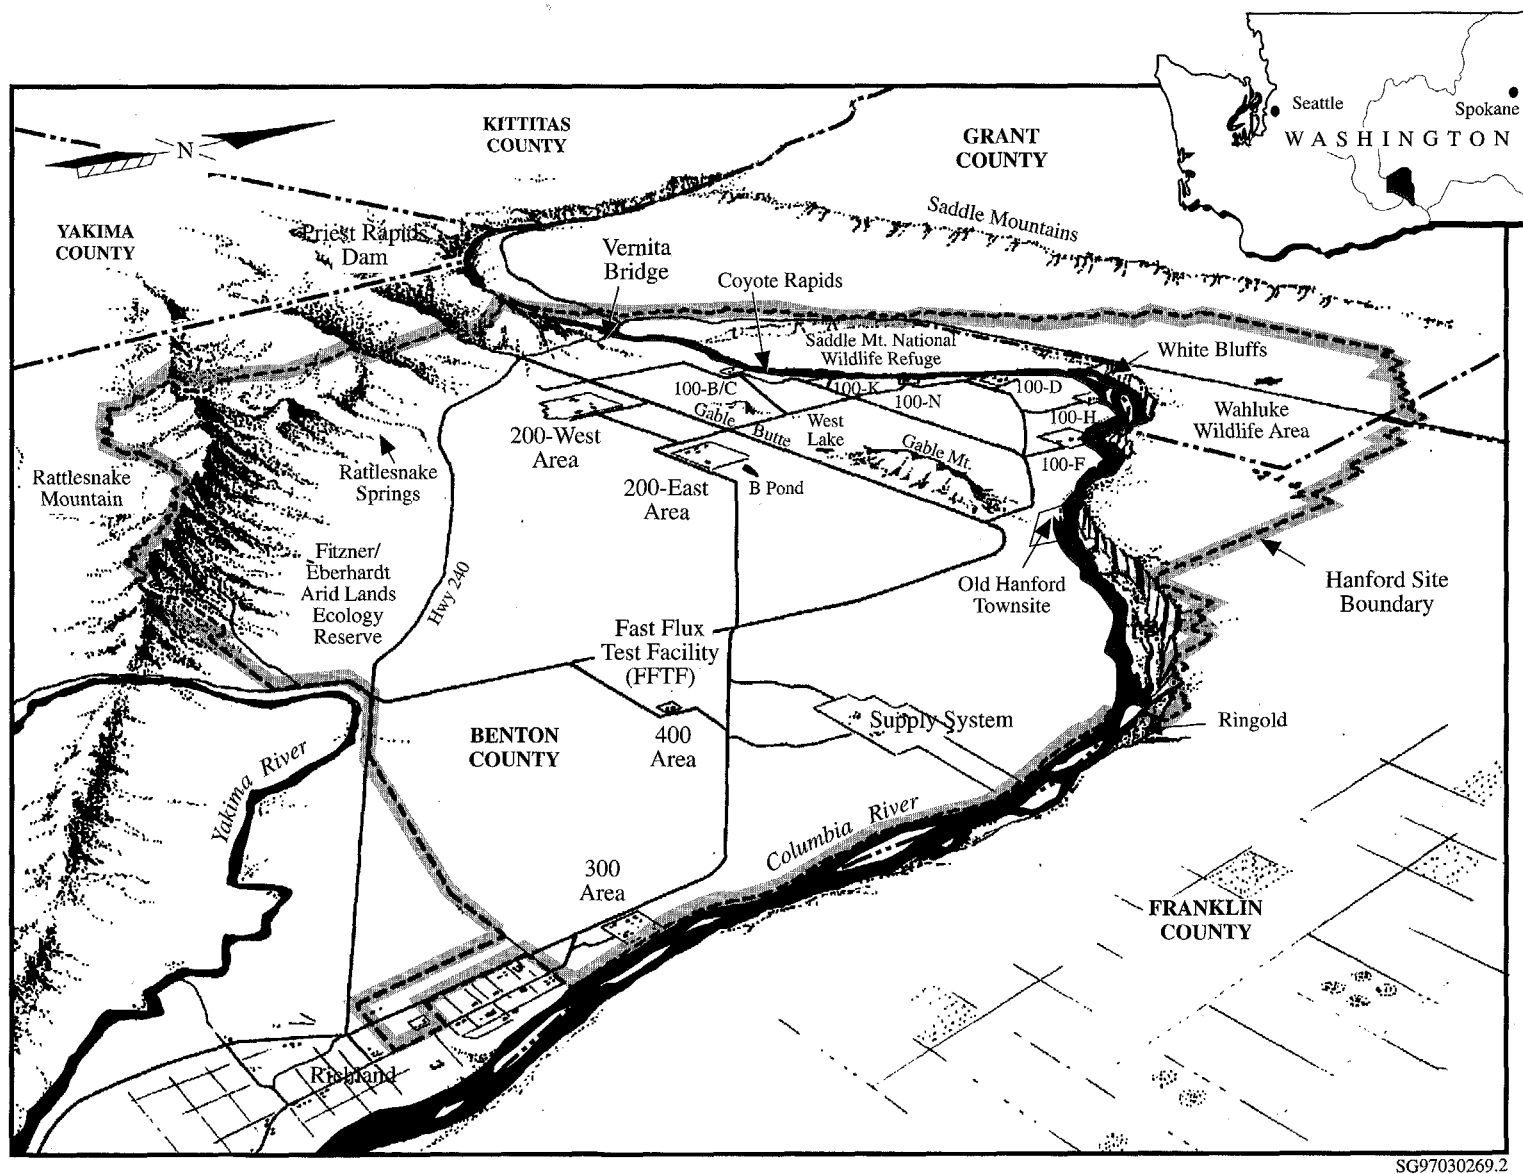 Seattle
Spokane
WASHINGTON
KITTITAS
COUNTY
GRANT
COUNTY
N
YAKIMA
COUNTY
Priest Rapids
Dam
Vernita
Bridge
Saddle Mountains
Coyote Rapids
Saddle Mt. National
Wildlife Refuge
White Bluffs
100-B/C
100-K
100-N
100-D
100-H
100-F
Gable Butte
West
Lake
Gable Mt.
Wahluke
Wildlife Area
200-West
Area
200-East
Area
B Pond
Rattlesnake
Mountain
Rattlesnake
Springs
Fitzner/
Eberhardt
Arid Lands
Ecology
Reserve
Hwy 240
Old Hanford
Townsite
Hanford Site
Boundary
Fast Flux
Test Facility
(FFTF)
400
Area
Supply System
Ringold
BENTON
COUNTY
Yakima River
Columbia River
300
Area
FRANKLIN
COUNTY
Richland
SG97030269.2